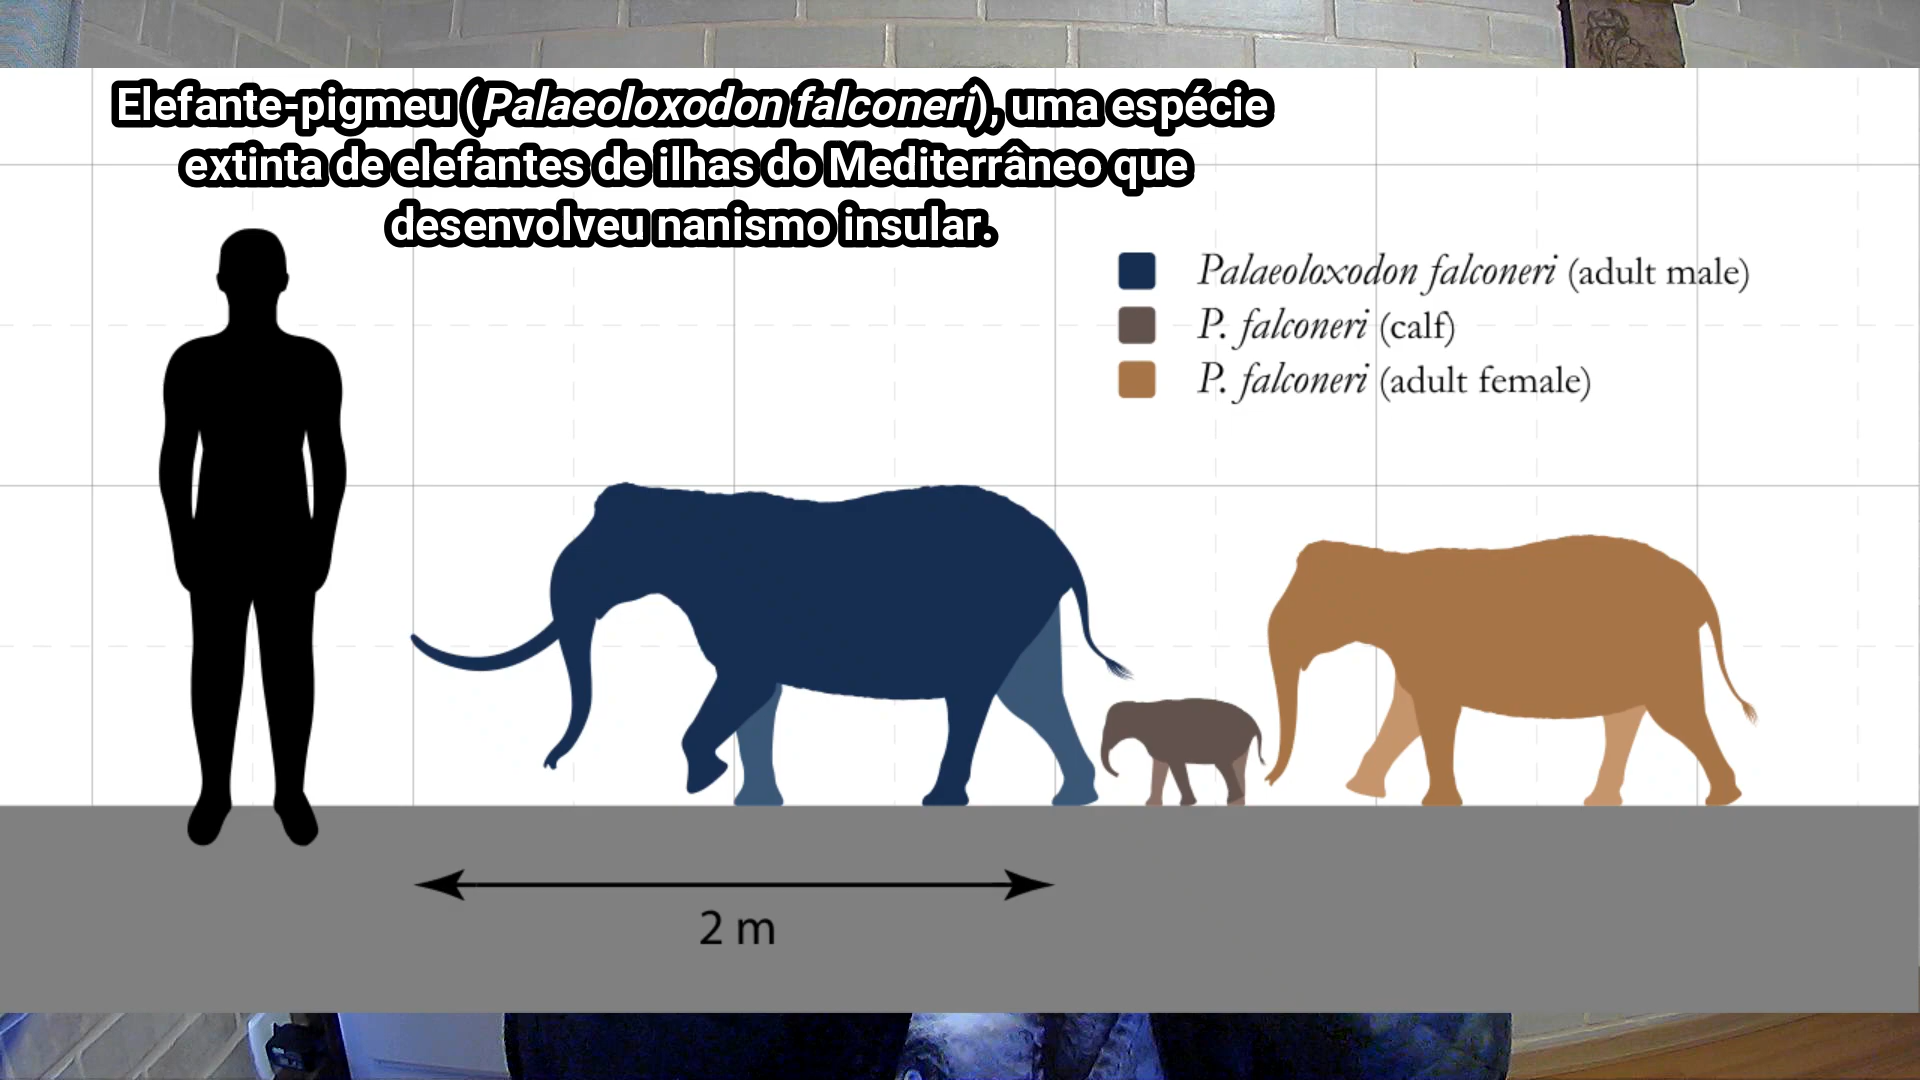 Elefante-pigmeu (Palaeoloxodon falconeri), uma espécie
extinta de elefantes de ilhas do Mediterrâneo que
desenvolveu nanismo insular.
Palaeoloxodon falconeri (adult male)
P. falconeri (calf)
P. falconeri (adult female)
2 m